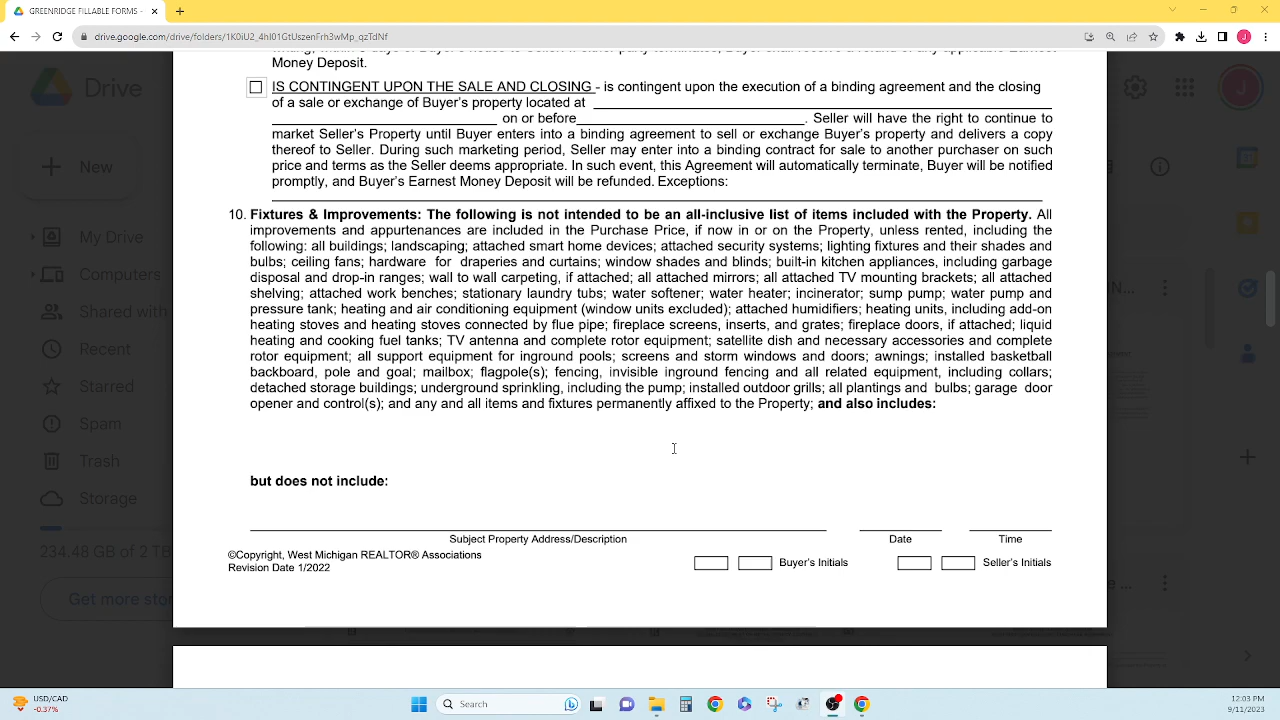 GREENRIDGE FILLABLE FORMS -
drive.google.com/drive/folders/1K0iU2_4hI01GtUszenFrh3wMp_qzTdNf
Drive
New
My Drive
Computers
Shared with
Recent
Starred
Spam
Trash
Storage
234.48 GB of 2 TE
Get more stor
Money Deposit.
IS CONTINGENT UPON THE SALE AND CLOSING - is contingent upon the execution of a binding agreement and the closing
of a sale or exchange of Buyer's property located at
on or before . Seller will have the right to continue to
market Seller's Property until Buyer enters into a binding agreement to sell or exchange Buyer's property and delivers a copy
thereof to Seller. During such marketing period, Seller may enter into a binding contract for sale to another purchaser on such
price and terms as the Seller deems appropriate. In such event, this Agreement will automatically terminate, Buyer will be notified
promptly, and Buyer's Earnest Money Deposit will be refunded. Exceptions:
10. Fixtures & Improvements: The following is not intended to be an all-inclusive list of items included with the Property. All
improvements and appurtenances are included in the Purchase Price, if now in or on the Property, unless rented, including the
following: all buildings; landscaping; attached smart home devices; attached security systems; lighting fixtures and their shades and
bulbs; ceiling fans; hardware for draperies and curtains; window shades and blinds; built-in kitchen appliances, including garbage
disposal and drop-in ranges; wall to wall carpeting, if attached; all attached mirrors; all attached TV mounting brackets; all attached
shelving; attached work benches; stationary laundry tubs; water softener; water heater; incinerator; sump pump; water pump and
pressure tank; heating and air conditioning equipment (window units excluded); attached humidifiers; heating units, including add-on
heating stoves and heating stoves connected by flue pipe; fireplace screens, inserts, and grates; fireplace doors, if attached; liquid
heating and cooking fuel tanks; TV antenna and complete rotor equipment; satellite dish and necessary accessories and complete
rotor equipment; all support equipment for inground pools; screens and storm windows and doors; awnings; installed basketball
backboard, pole and goal; mailbox; flagpole(s); fencing, invisible inground fencing and all related equipment, including collars;
detached storage buildings; underground sprinkling, including the pump; installed outdoor grills; all plantings and bulbs; garage door
opener and control(s); and any and all items and fixtures permanently affixed to the Property; and also includes:
but does not include:
Subject Property Address/Description Date Time
©Copyright, West Michigan REALTOR® Associations
Revision Date 1/2022
Buyer's Initials Seller's Initials
USD/CAD
-0.37%
Search
12:03 PM
9/11/2023